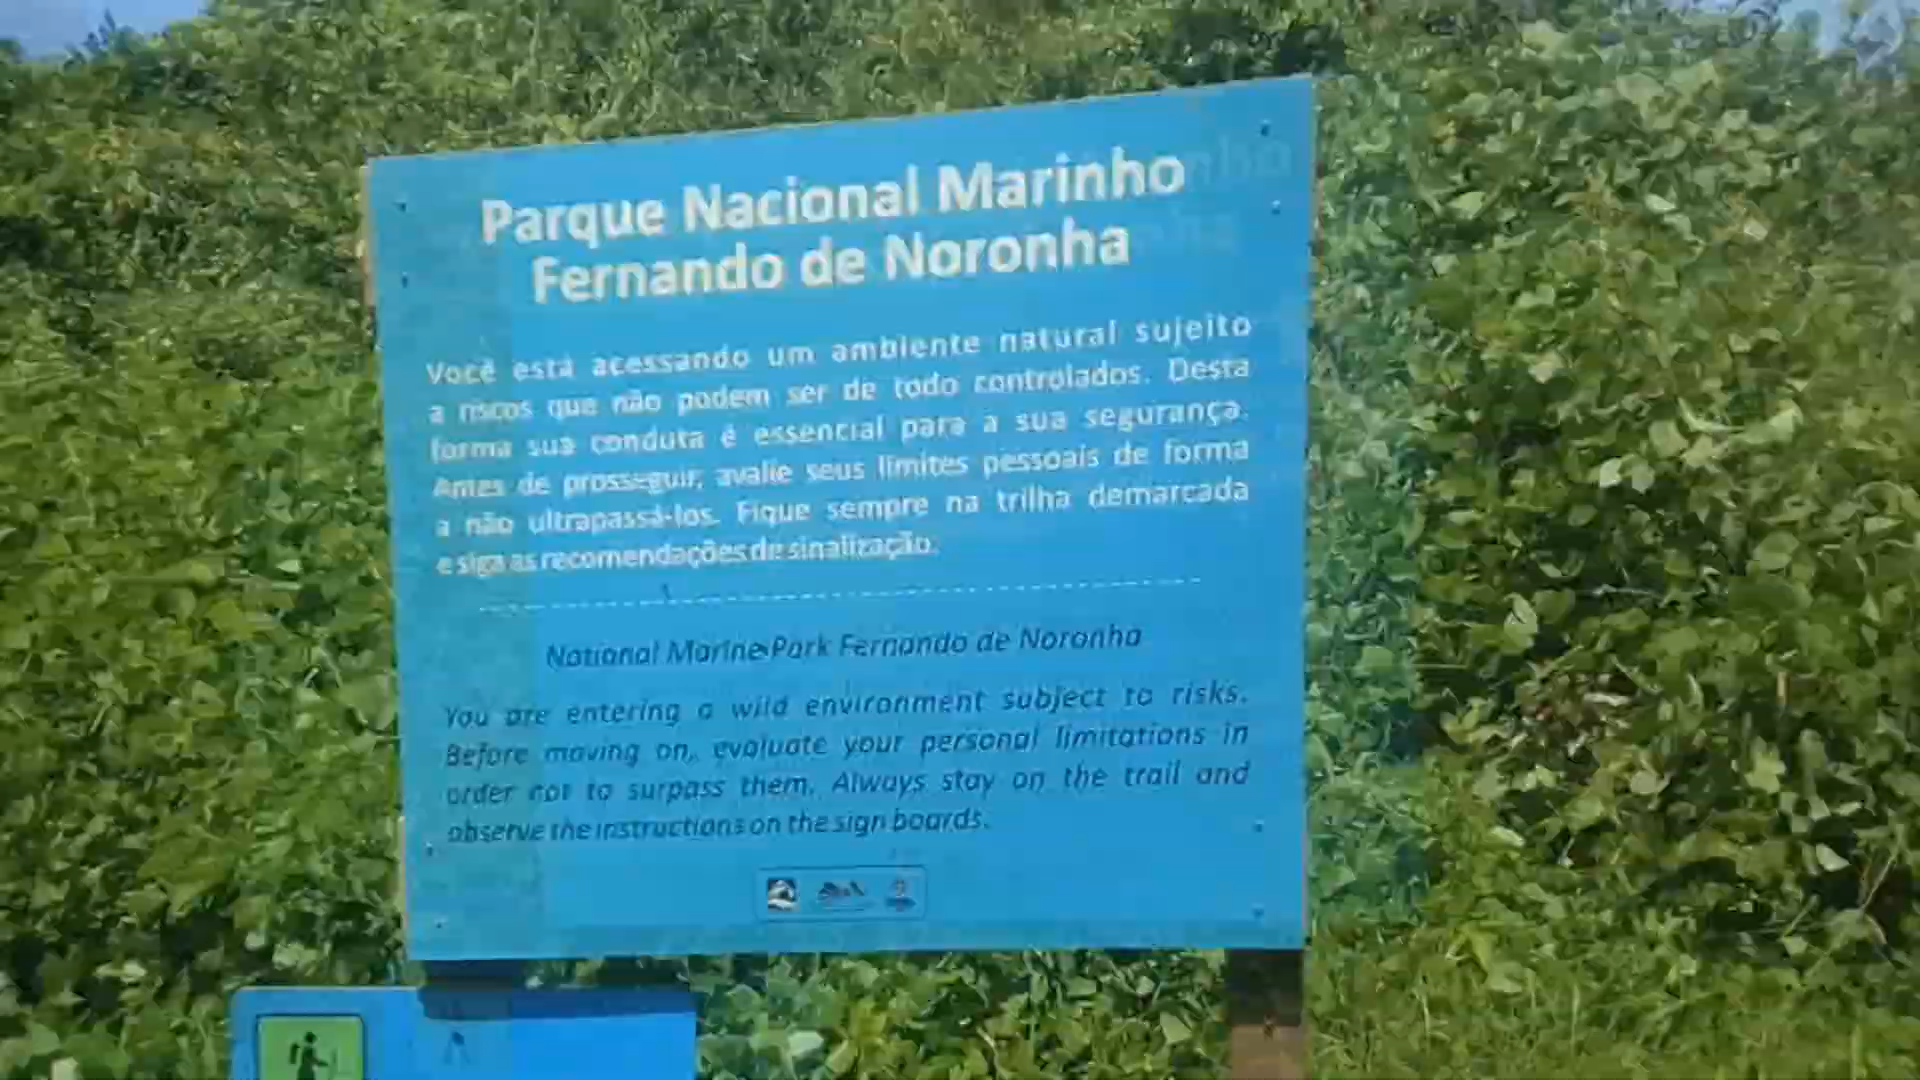 Parque Nacional Marinho
Fernando de Noronha
Você está acessando um ambiente natural sujeito
a riscos que não podem ser de todo controlados. Desta
forma sua conduta é essencial para a sua segurança.
Antes de prosseguir, avalie seus limites pessoais de forma
a não ultrapassá-los. Fique sempre na trilha demarcada
e siga as recomendações de sinalização.
National Marine Park Fernando de Noronha
You are entering a wild environment subject to risks.
Before moving on, evaluate your personal limitations in
order not to surpass them. Always stay on the trail and
observe the instructions on the sign boards.